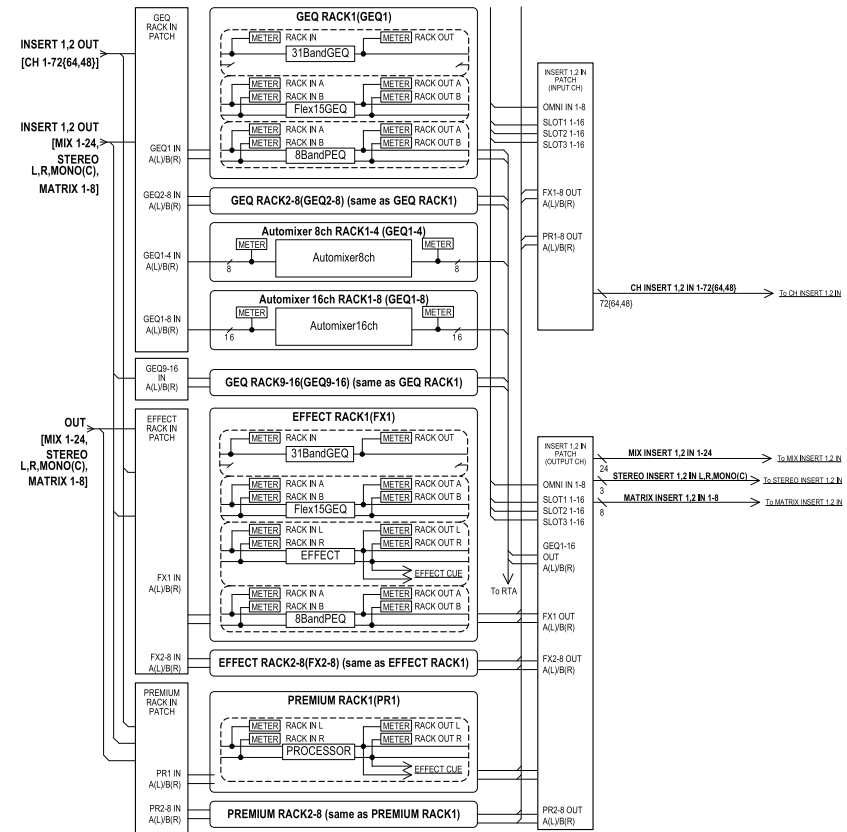 INSERT 1,2 OUT
[CH 1-72{64,48}]
INSERT 1,2 OUT
[MIX 1-24,
STEREO
L,R,MONO(C),
MATRIX 1-8]
OUT
[MIX 1-24,
STEREO
L,R,MONO(C),
MATRIX 1-8]
GEQ
RACK IN
PATCH
GEQ1 IN
A(L)/B(R)
GEQ2-8 IN
A(L)/B(R)
GEQ1-4 IN
A(L)/B(R)
GEQ1-8 IN
A(L)/B(R)
GEQ9-16
IN
A(L)/B(R)
EFFECT
RACK IN
PATCH
FX1 IN
A(L)/B(R)
FX2-8 IN
A(L)/B(R)
PREMIUM
RACK IN
PATCH
PR1 IN
A(L)/B(R)
PR2-8 IN
A(L)/B(R)
GEQ RACK1(GEQ1)
METER RACK IN METER RACK OUT
31BandGEQ
METER RACK IN A METER RACK OUT A
METER RACK IN B METER RACK OUT B
Flex15GEQ
METER RACK IN A METER RACK OUT A
METER RACK IN B METER RACK OUT B
8BandPEQ
GEQ RACK2-8(GEQ2-8) (same as GEQ RACK1)
Automixer 8ch RACK1-4 (GEQ1-4)
METER METER
Automixer8ch
8 8
Automixer 16ch RACK1-8 (GEQ1-8)
METER METER
Automixer16ch
16 16
GEQ RACK9-16(GEQ9-16) (same as GEQ RACK1)
EFFECT RACK1(FX1)
METER RACK IN METER RACK OUT
31BandGEQ
METER RACK IN A METER RACK OUT A
METER RACK IN B METER RACK OUT B
Flex15GEQ
METER RACK IN L METER RACK OUT L
METER RACK IN R METER RACK OUT R
EFFECT
EFFECT CUE
METER RACK IN A METER RACK OUT A
METER RACK IN B METER RACK OUT B
8BandPEQ
EFFECT RACK2-8(FX2-8) (same as EFFECT RACK1)
PREMIUM RACK1(PR1)
METER RACK IN L METER RACK OUT L
METER RACK IN R METER RACK OUT R
PROCESSOR
EFFECT CUE
PREMIUM RACK2-8 (same as PREMIUM RACK1)
To RTA
INSERT 1,2 IN
PATCH
(INPUT CH)
OMNI IN 1-8
SLOT1 1-16
SLOT2 1-16
SLOT3 1-16
FX1-8 OUT
A(L)/B(R)
PR1-8 OUT
A(L)/B(R)
CH INSERT 1,2 IN 1-72{64,48}
72{64,48}
To CH INSERT 1,2 IN
INSERT 1,2 IN
PATCH
(OUTPUT CH)
OMNI IN 1-8
SLOT1 1-16
SLOT2 1-16
SLOT3 1-16
GEQ1-16
OUT
A(L)/B(R)
FX1 OUT
A(L)/B(R)
FX2-8 OUT
A(L)/B(R)
PR2-8 OUT
A(L)/B(R)
MIX INSERT 1,2 IN 1-24
24
To MIX INSERT 1,2 IN
STEREO INSERT 1,2 IN L,R,MONO(C)
3
To STEREO INSERT 1,2 IN
MATRIX INSERT 1,2 IN 1-8
8
To MATRIX INSERT 1,2 IN